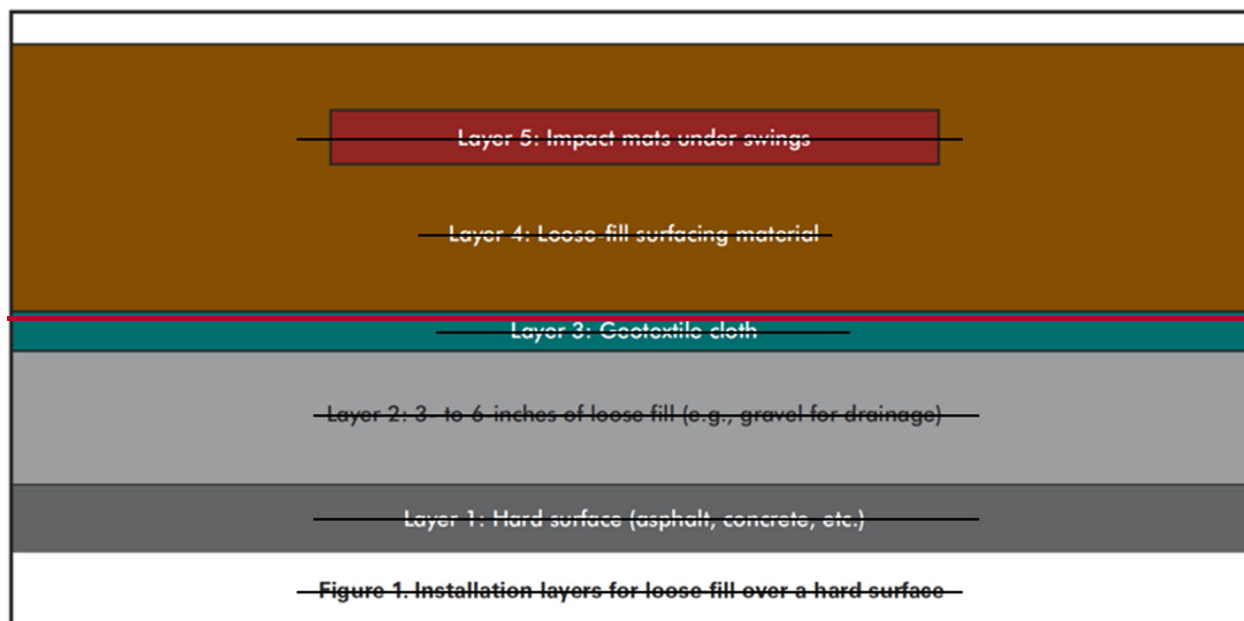 Layer 5: Impact mats under swings
Layer 4: Loose-fill surfacing material
Layer 3: Geotextile cloth
Layer 2: 3- to 6-inches of loose fill (e.g., gravel for drainage)
Layer 1: Hard surface (asphalt, concrete, etc.)
Figure 1. Installation layers for loose fill over a hard surface